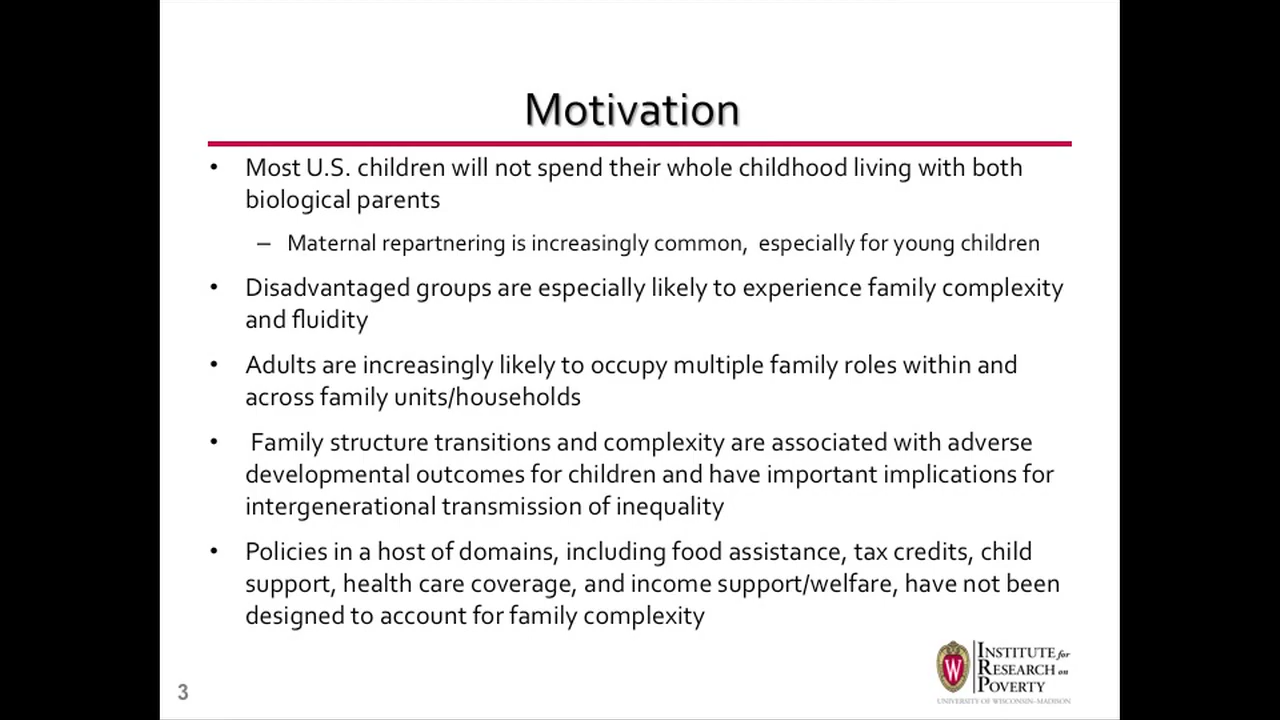 Motivation
• Most U.S. children will not spend their whole childhood living with both
biological parents
– Maternal repartnering is increasingly common,  especially for young children
• Disadvantaged groups are especially likely to experience family complexity
and fluidity
• Adults are increasingly likely to occupy multiple family roles within and
across family units/households
• Family structure transitions and complexity are associated with adverse
developmental outcomes for children and have important implications for
intergenerational transmission of inequality
• Policies in a host of domains, including food assistance, tax credits, child
support, health care coverage, and income support/welfare, have not been
designed to account for family complexity
W
INSTITUTE for
RESEARCH on
POVERTY
UNIVERSITY OF WISCONSIN–MADISON
3